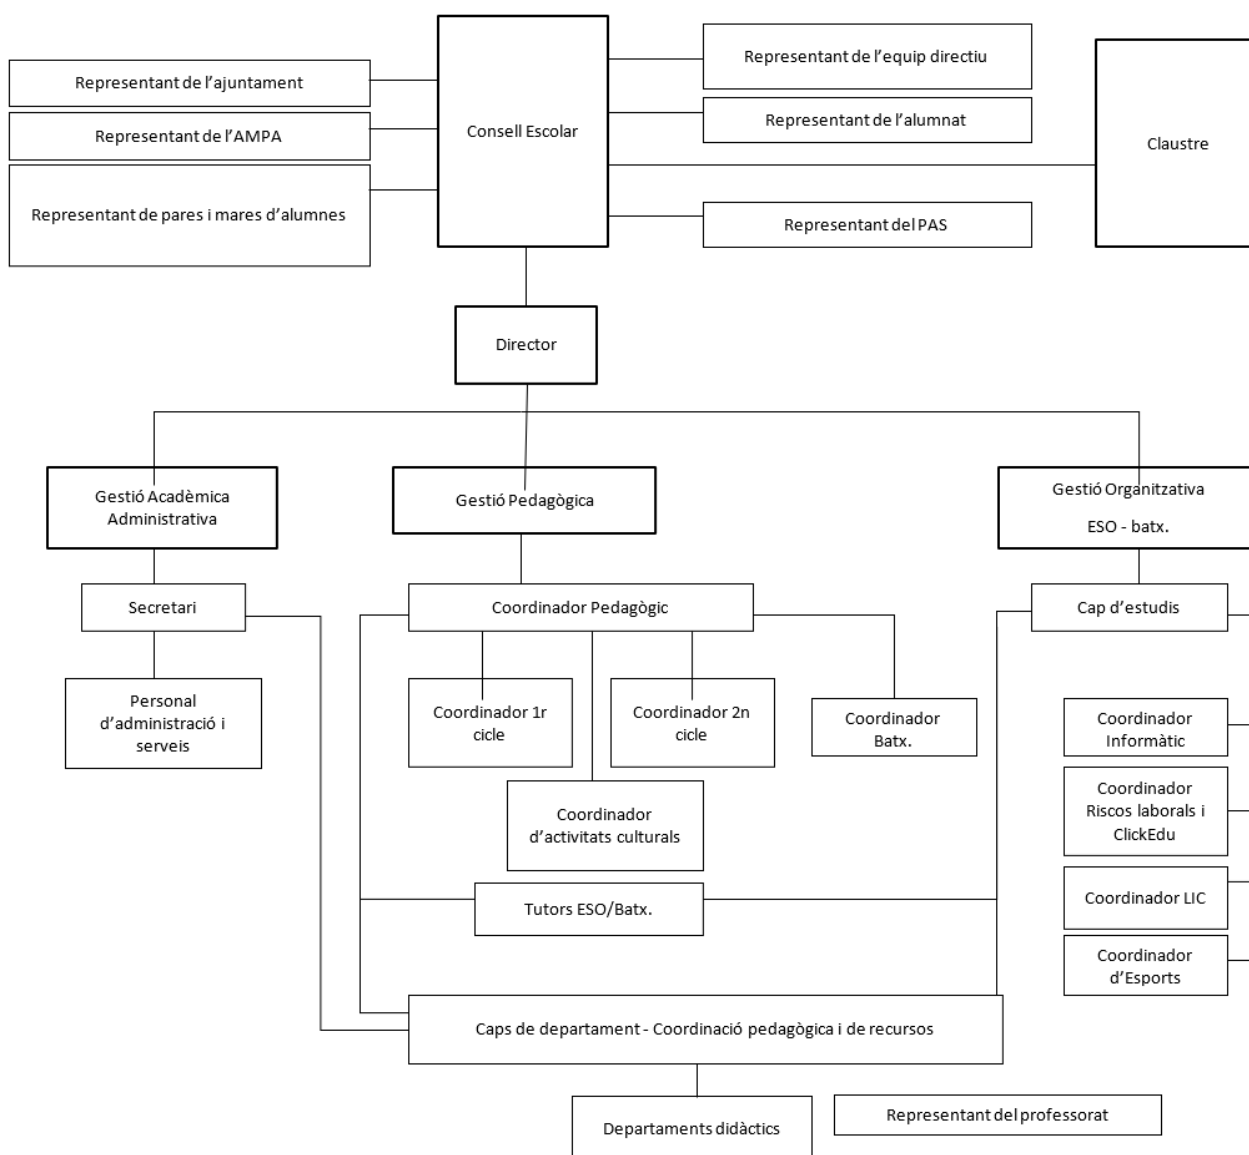 Representant de l'equip directiu
Representant de l'ajuntament
Representant de l'alumnat
Consell Escolar
Representant de l'AMPA
Claustre
Representant de pares i mares d'alumnes
Representant del PAS
Director
Gestió Acadèmica
Administrativa
Gestió Pedagògica
Gestió Organitzativa
ESO - batx.
Secretari
Coordinador Pedagògic
Cap d'estudis
Personal
d'administració i
serveis
Coordinador 1r
cicle
Coordinador 2n
cicle
Coordinador
Batx.
Coordinador
Informàtic
Coordinador
d'activitats culturals
Coordinador
Riscos laborals i
ClickEdu
Tutors ESO/Batx.
Coordinador LIC
Coordinador
d'Esports
Caps de departament - Coordinació pedagògica i de recursos
Departaments didàctics
Representant del professorat